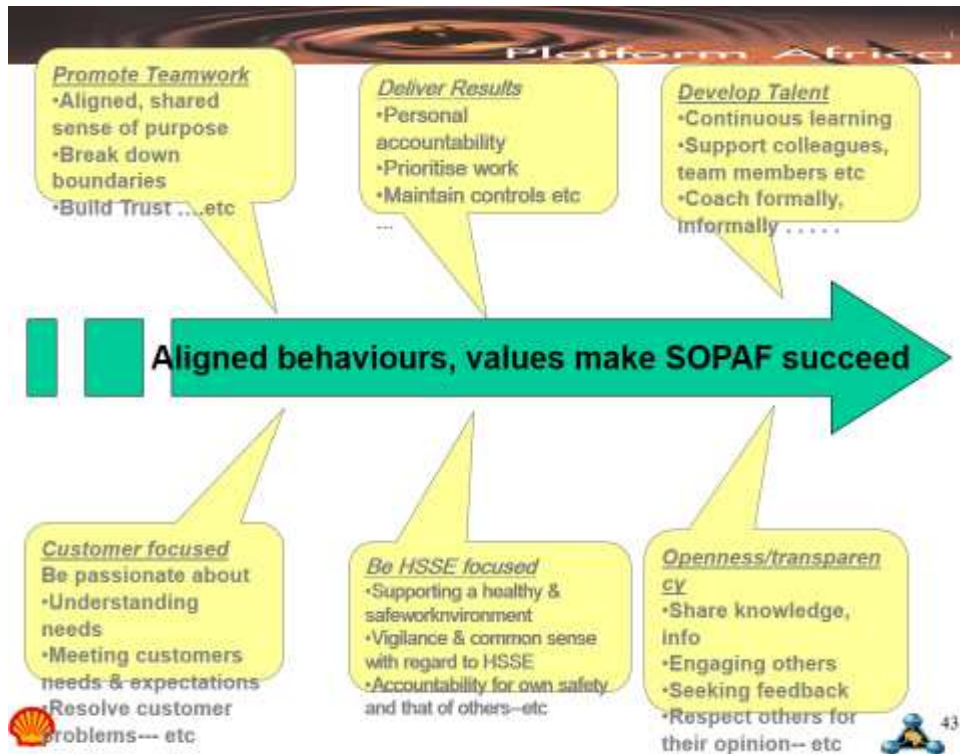 Platform Africa
Promote Teamwork
•Aligned, shared
sense of purpose
•Break down
boundaries
•Build Trust ....etc
Deliver Results
•Personal
accountability
•Prioritise work
•Maintain controls etc
...
Develop Talent
•Continuous learning
•Support colleagues,
team members etc
•Coach formally,
informally . . . . .
Aligned behaviours, values make SOPAF succeed
Customer focused
Be passionate about
•Understanding
needs
•Meeting customers
needs & expectations
•Resolve customer
problems--- etc
Be HSSE focused
•Supporting a healthy &
safeworknvironment
•Vigilance & common sense
with regard to HSSE
•Accountability for own safety
and that of others--etc
Openness/transparen
cy
•Share knowledge,
info
•Engaging others
•Seeking feedback
•Respect others for
their opinion-- etc
43